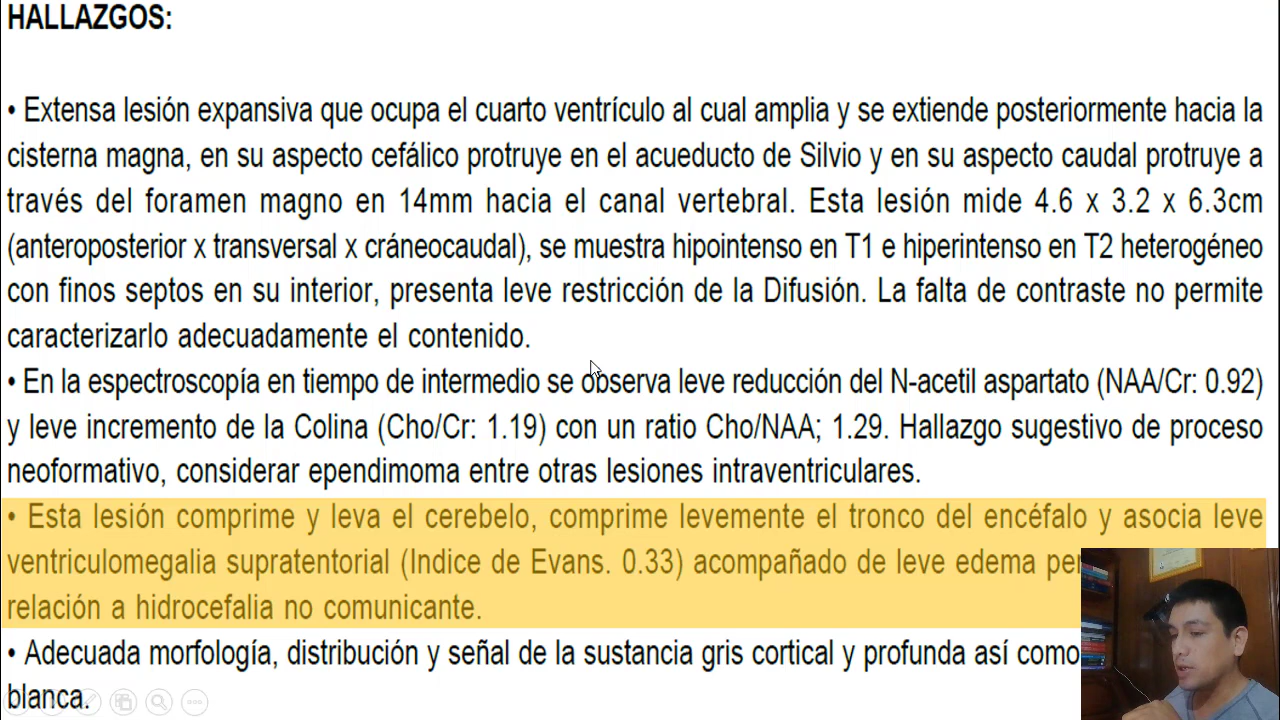 HALLAZGOS:
• Extensa lesión expansiva que ocupa el cuarto ventrículo al cual amplia y se extiende posteriormente hacia la
cisterna magna, en su aspecto cefálico protruye en el acueducto de Silvio y en su aspecto caudal protruye a
través del foramen magno en 14mm hacia el canal vertebral. Esta lesión mide 4.6 x 3.2 x 6.3cm
(anteroposterior x transversal x cráneocaudal), se muestra hipointenso en T1 e hiperintenso en T2 heterogéneo
con finos septos en su interior, presenta leve restricción de la Difusión. La falta de contraste no permite
caracterizarlo adecuadamente el contenido.
• En la espectroscopía en tiempo de intermedio se observa leve reducción del N-acetil aspartato (NAA/Cr: 0.92)
y leve incremento de la Colina (Cho/Cr: 1.19) con un ratio Cho/NAA; 1.29. Hallazgo sugestivo de proceso
neoformativo, considerar ependimoma entre otras lesiones intraventriculares.
• Esta lesión comprime y leva el cerebelo, comprime levemente el tronco del encéfalo y asocia leve
ventriculomegalia supratentorial (Indice de Evans. 0.33) acompañado de leve edema
relación a hidrocefalia no comunicante.
• Adecuada morfología, distribución y señal de la sustancia gris cortical y profunda así como
blanca.